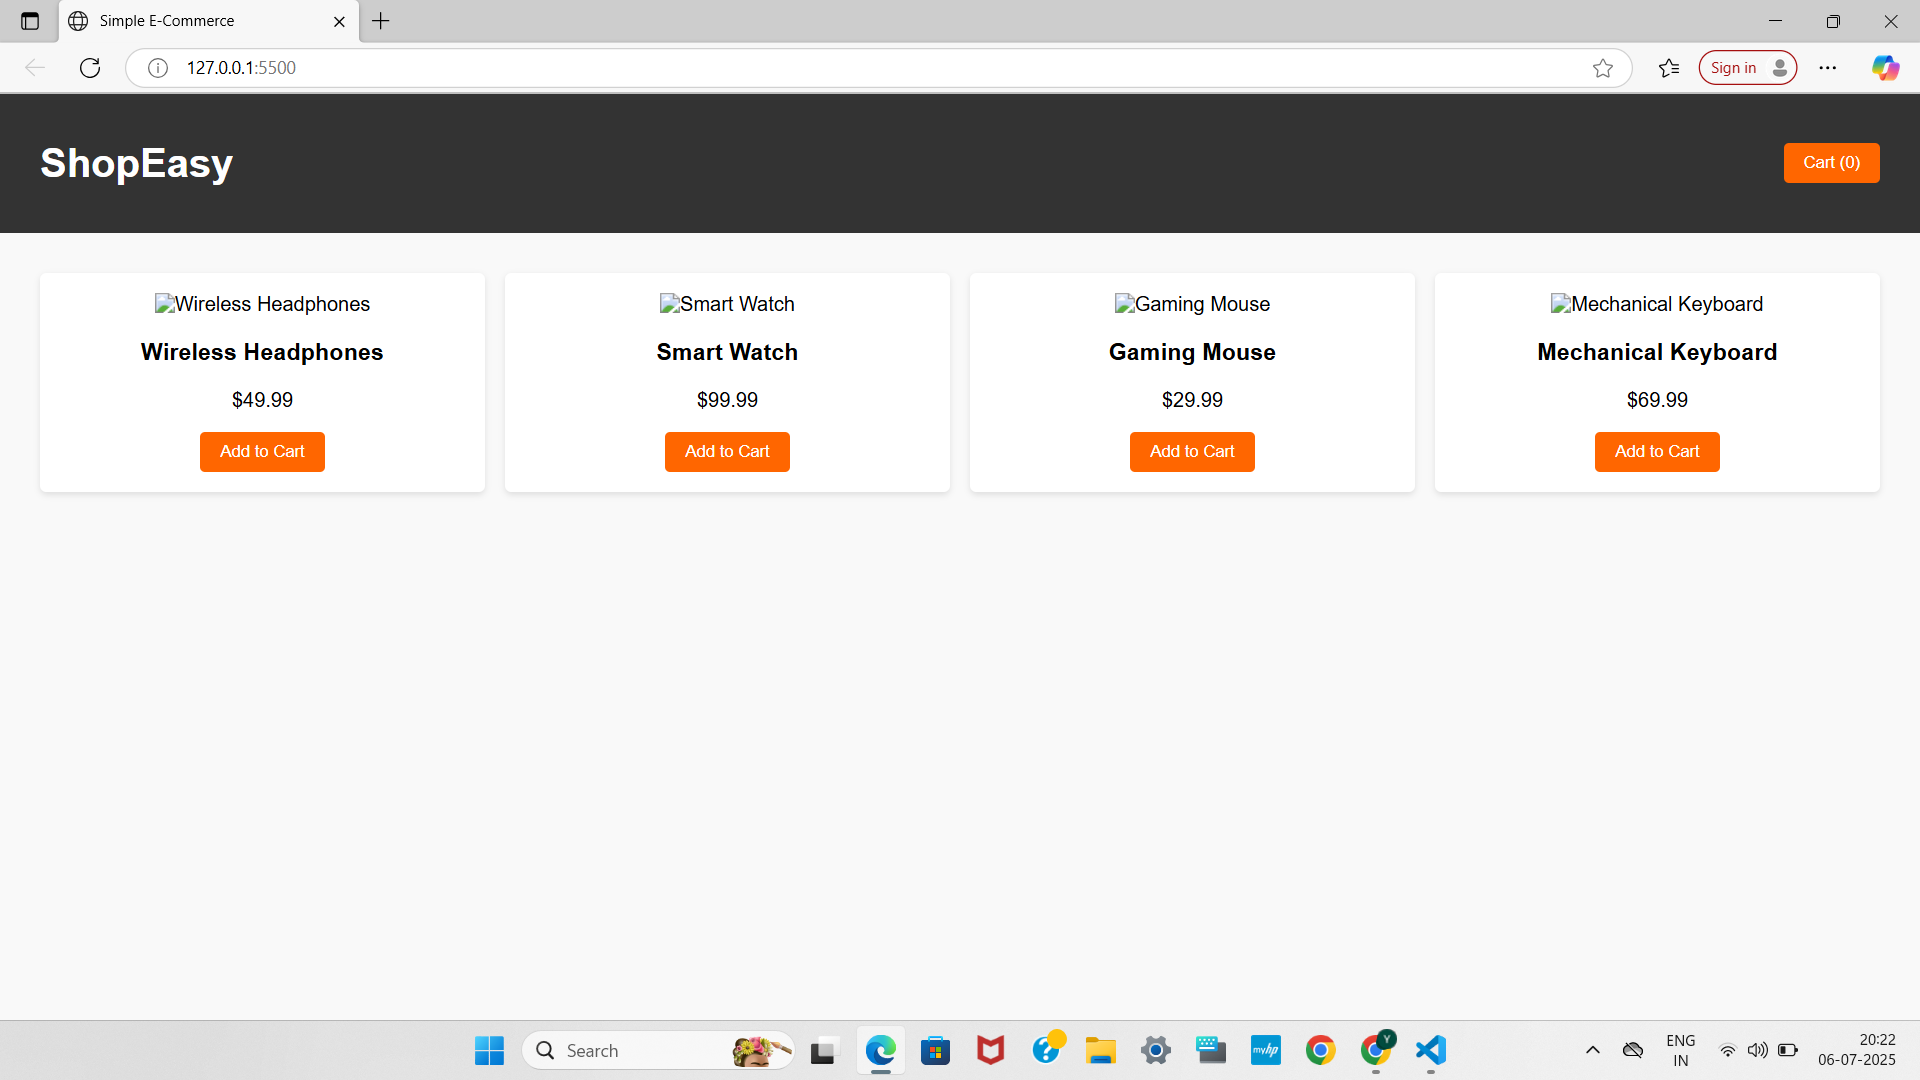 Simple E-Commerce
127.0.0.1:5500
Sign in
ShopEasy
Cart (0)
Wireless Headphones
Smart Watch
Gaming Mouse
Mechanical Keyboard
Wireless Headphones
Smart Watch
Gaming Mouse
Mechanical Keyboard
$49.99
$99.99
$29.99
$69.99
Add to Cart
Add to Cart
Add to Cart
Add to Cart
Search
myhp
Y
ENG
IN
20:22
06-07-2025